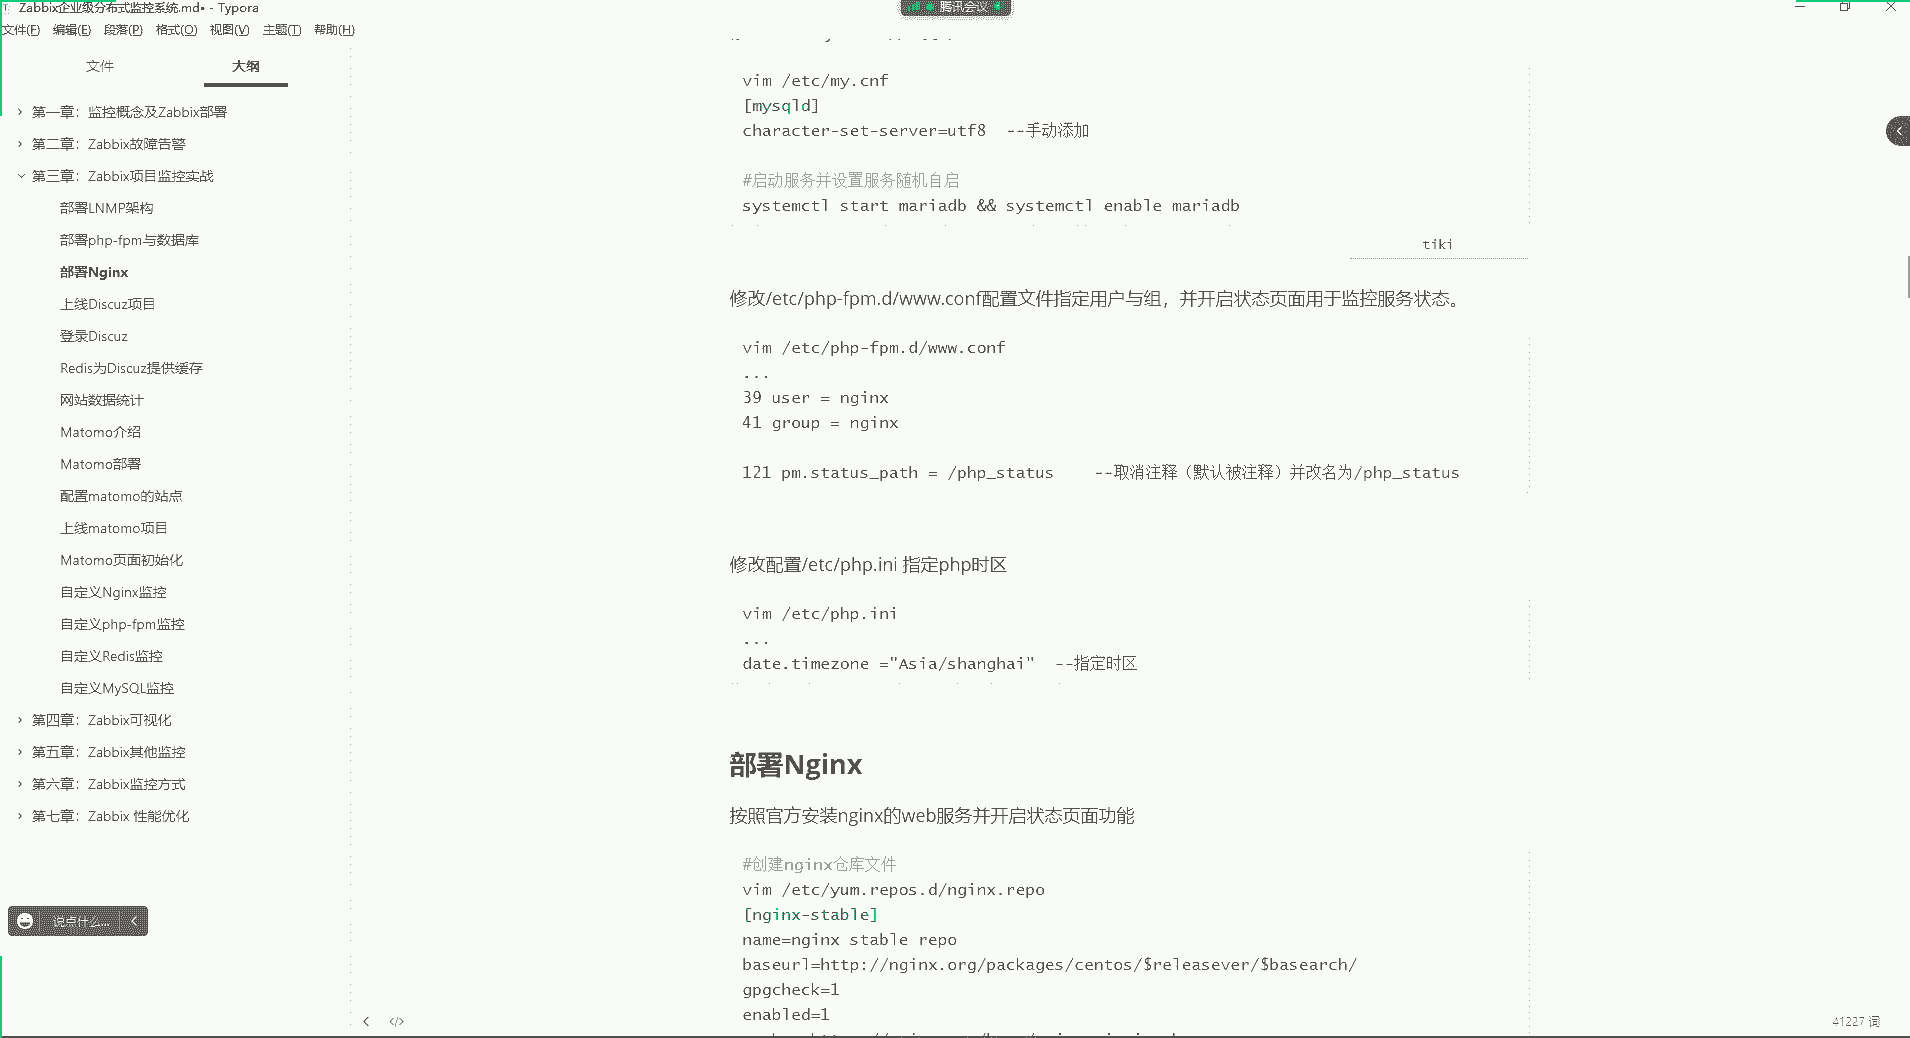 Zabbix企业级分布式监控系统.md• - Typora
腾讯会议
文件(F) 编辑(E) 段落(P) 格式(O) 视图(V) 主题(T) 帮助(H)
文件
大纲
第一章：监控概念及Zabbix部署
第二章：Zabbix故障告警
第三章：Zabbix项目监控实战
部署LNMP架构
部署php-fpm与数据库
部署Nginx
上线Discuz项目
登录Discuz
Redis为Discuz提供缓存
网站数据统计
Matomo介绍
Matomo部署
配置matomo的站点
上线matomo项目
Matomo页面初始化
自定义Nginx监控
自定义php-fpm监控
自定义Redis监控
自定义MySQL监控
第四章：Zabbix可视化
第五章：Zabbix其他监控
第六章：Zabbix监控方式
第七章：Zabbix 性能优化
说点什么...
vim /etc/my.cnf
[mysqld]
character-set-server=utf8 --手动添加
#启动服务并设置服务随机自启
systemctl start mariadb && systemctl enable mariadb
tiki
修改/etc/php-fpm.d/www.conf配置文件指定用户与组，并开启状态页面用于监控服务状态。
vim /etc/php-fpm.d/www.conf
...
39 user = nginx
41 group = nginx
121 pm.status_path = /php_status --取消注释（默认被注释）并改名为/php_status
修改配置/etc/php.ini 指定php时区
vim /etc/php.ini
...
date.timezone ="Asia/shanghai" --指定时区
部署Nginx
按照官方安装nginx的web服务并开启状态页面功能
#创建nginx仓库文件
vim /etc/yum.repos.d/nginx.repo
[nginx-stable]
name=nginx stable repo
baseurl=http://nginx.org/packages/centos/$releasever/$basearch/
gpgcheck=1
enabled=1
41227 词